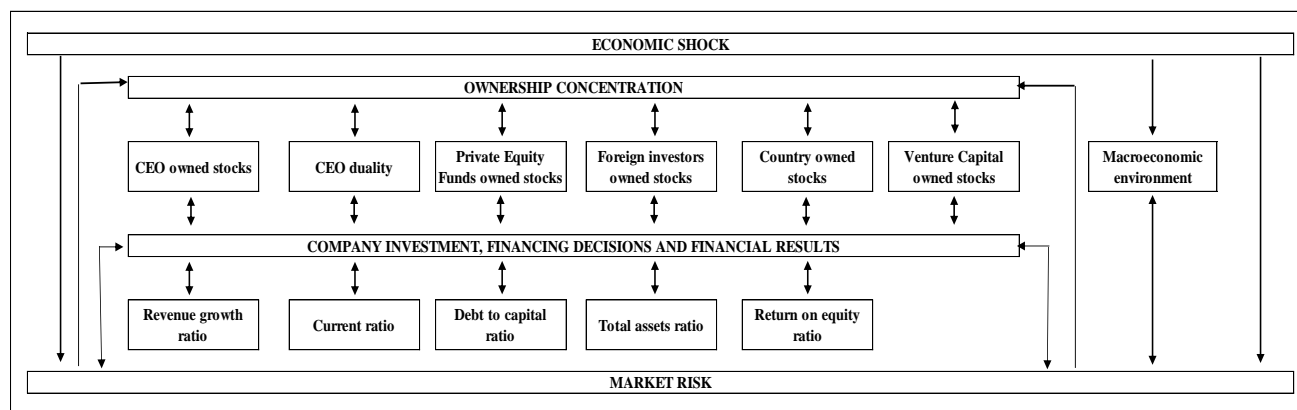 ECONOMIC SHOCK
OWNERSHIP CONCENTRATION
CEO owned stocks
CEO duality
Private Equity
Funds owned stocks
Foreign investors
owned stocks
Country owned
stocks
Venture Capital
owned stocks
Macroeconomic
environment
COMPANY INVESTMENT, FINANCING DECISIONS AND FINANCIAL RESULTS
Revenue growth
ratio
Current ratio
Debt to capital
ratio
Total assets ratio
Return on equity
ratio
MARKET RISK